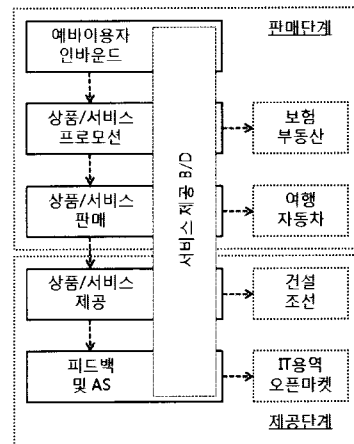 판매단계
예바이용자
인바운드
상품/서비스
프로모션
보험
부동산
상품/서비스
판매
여행
자동차
서비스제공 B/D
상품/서비스
제공
건설
조선
피드백
및 AS
IT용역
오픈마켓
제공단계